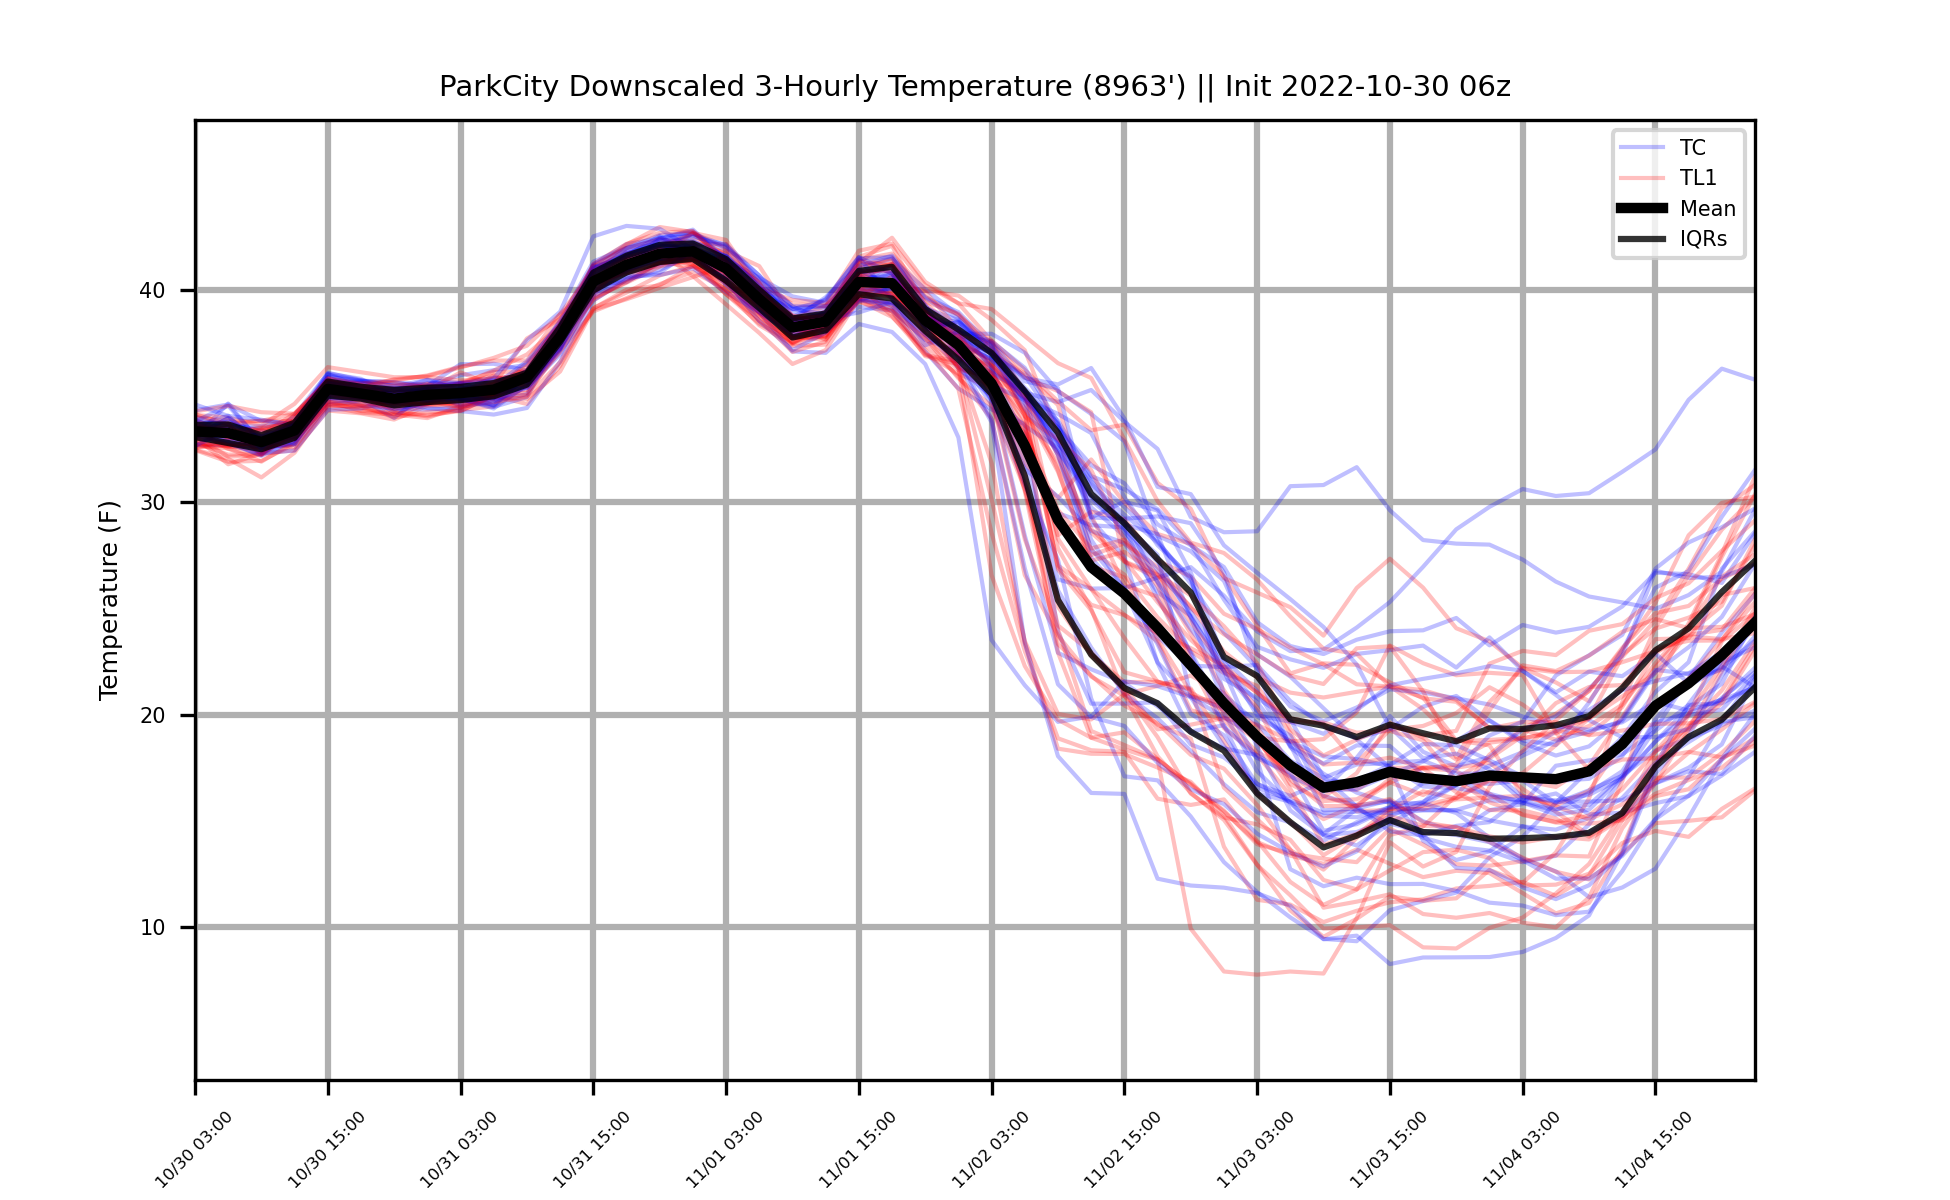 ParkCity Downscaled 3-Hourly Temperature (8963') || Init 2022-10-30 06z
TC
TL1
Mean
IQRs
Temperature (F)
40
30
20
10
10/30 03:00
10/30 15:00
10/31 03:00
10/31 15:00
11/01 03:00
11/01 15:00
11/02 03:00
11/02 15:00
11/03 03:00
11/03 15:00
11/04 03:00
11/04 15:00